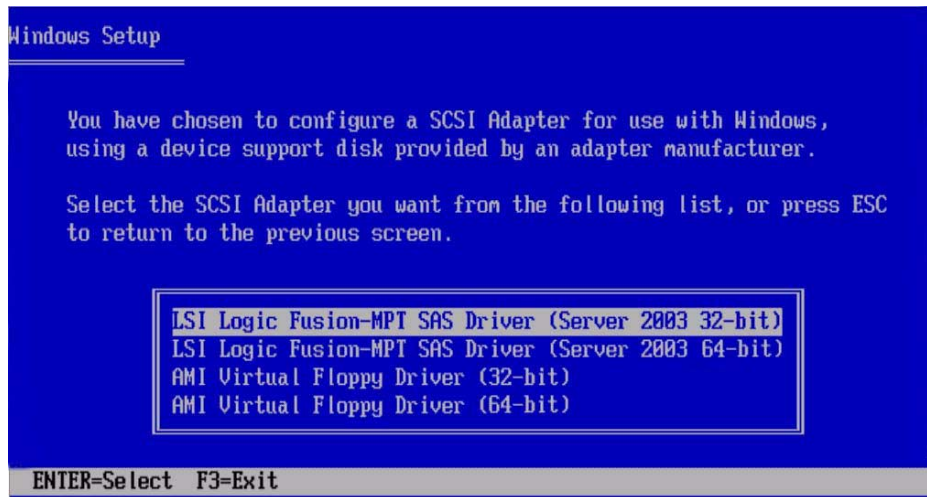 Windows Setup
You have chosen to configure a SCSI Adapter for use with Windows,
using a device support disk provided by an adapter manufacturer.
Select the SCSI Adapter you want from the following list, or press ESC
to return to the previous screen.
LSI Logic Fusion-MPT SAS Driver (Server 2003 32-bit)
LSI Logic Fusion-MPT SAS Driver (Server 2003 64-bit)
AMI Virtual Floppy Driver (32-bit)
AMI Virtual Floppy Driver (64-bit)
ENTER=Select F3=Exit